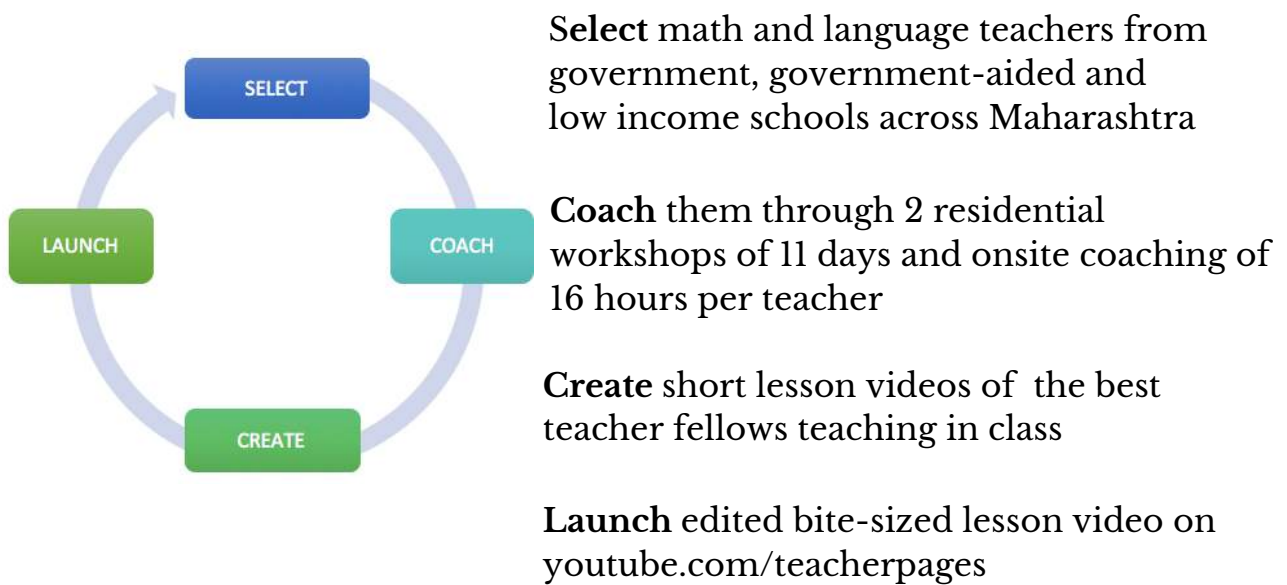 SELECT
COACH
CREATE
LAUNCH
Select math and language teachers from
government, government-aided and
low income schools across Maharashtra
Coach them through 2 residential
workshops of 11 days and onsite coaching of
16 hours per teacher
Create short lesson videos of the best
teacher fellows teaching in class
Launch edited bite-sized lesson video on
youtube.com/teacherpages